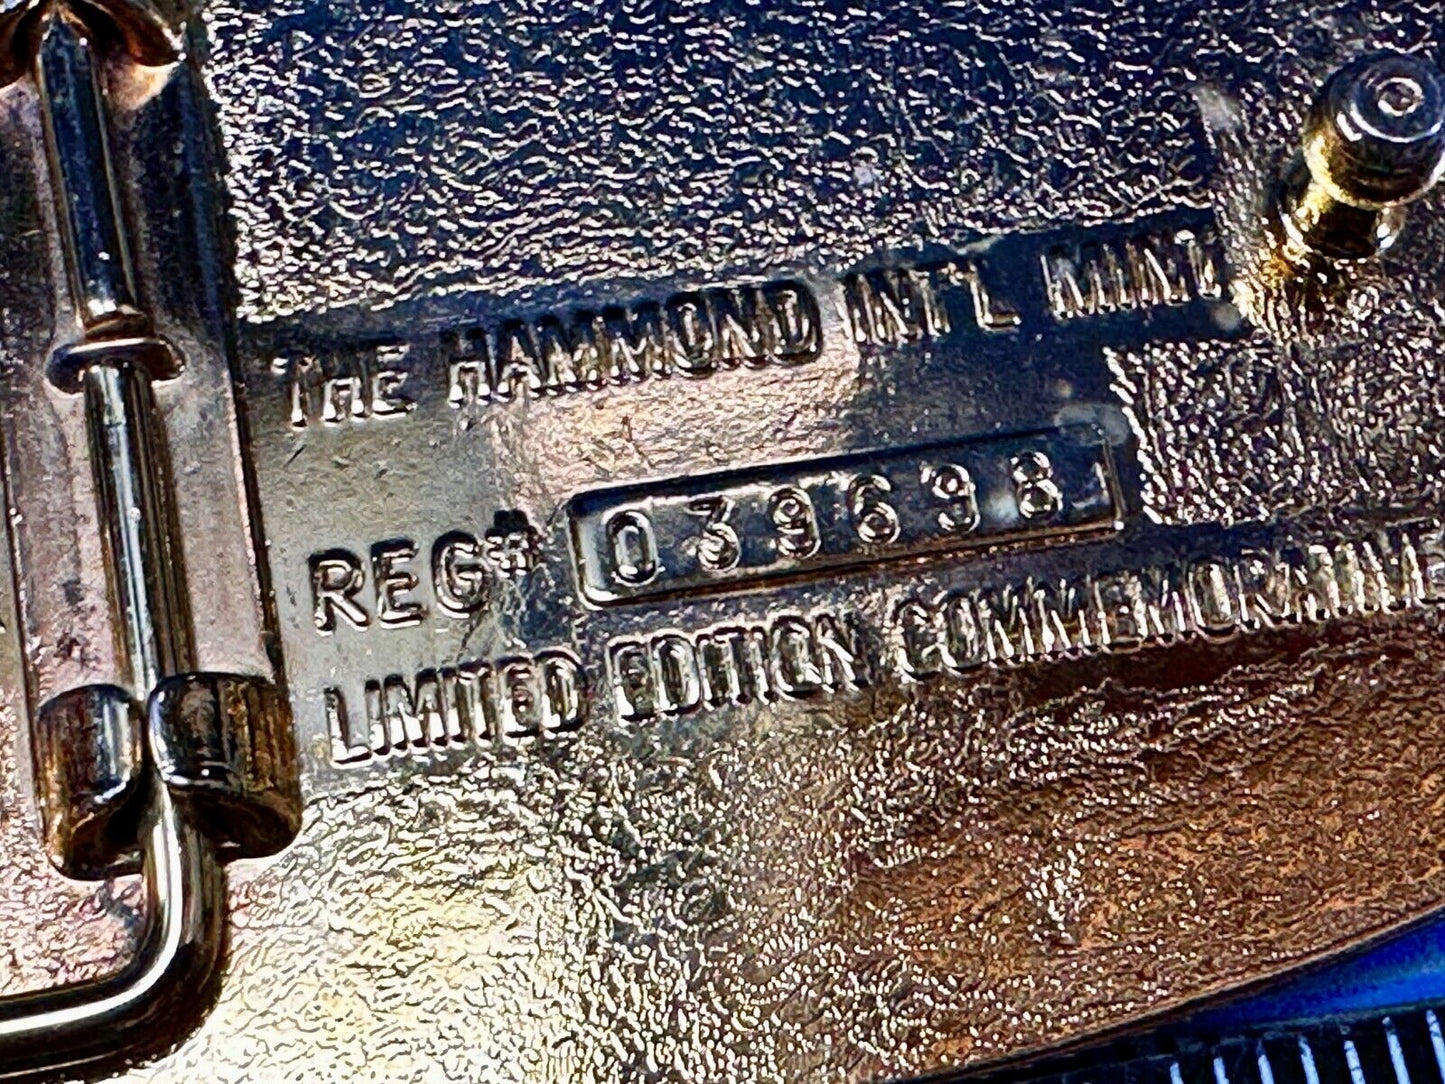 THE HAMMOND INT'L MINT
REG# 039698
LIMITED EDITION COMMEMORATIVE